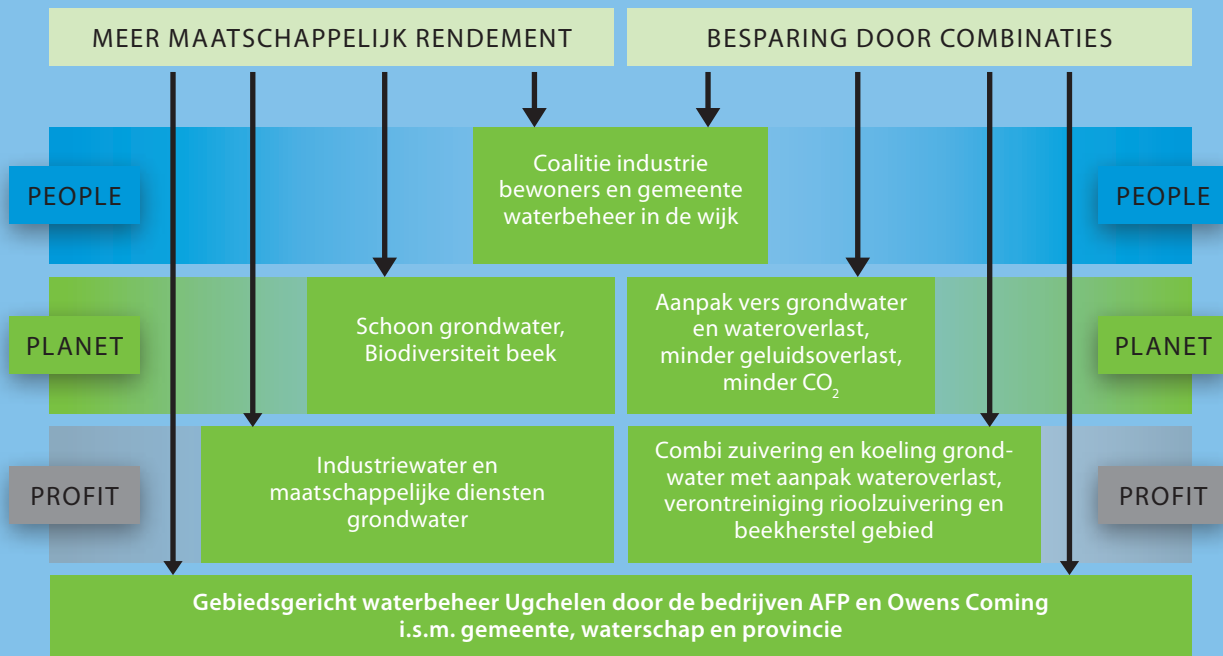 MEER MAATSCHAPPELIJK RENDEMENT
BESPARING DOOR COMBINATIES
PEOPLE
Coalitie industrie
bewoners en gemeente
waterbeheer in de wijk
PEOPLE
PLANET
Schoon grondwater,
Biodiversiteit beek
Aanpak vers grondwater
en wateroverlast,
minder geluidsoverlast,
minder CO₂
PLANET
PROFIT
Industriewater en
maatschappelijke diensten
grondwater
Combi zuivering en koeling grond-
water met aanpak wateroverlast,
verontreiniging rioolzuivering en
beekherstel gebied
PROFIT
Gebiedsgericht waterbeheer Ugchelen door de bedrijven AFP en Owens Coming
i.s.m. gemeente, waterschap en provincie